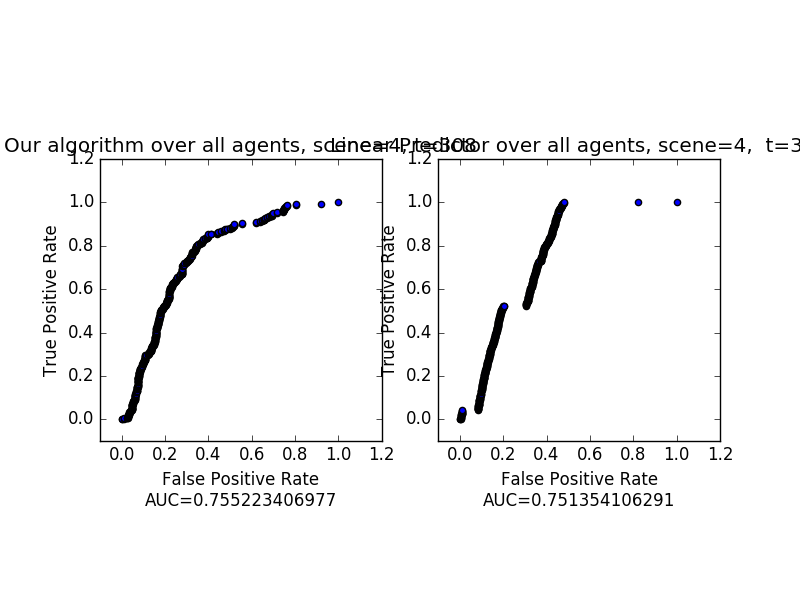 Our algorithm over all agents, scene=4, t=308
Linear Predictor over all agents, scene=4, t=3
1.2
1.0
0.8
0.6
0.4
0.2
0.0
True Positive Rate
0.0 0.2 0.4 0.6 0.8 1.0 1.2
False Positive Rate
AUC=0.755223406977
1.2
1.0
0.8
0.6
0.4
0.2
0.0
True Positive Rate
0.0 0.2 0.4 0.6 0.8 1.0 1.2
False Positive Rate
AUC=0.751354106291